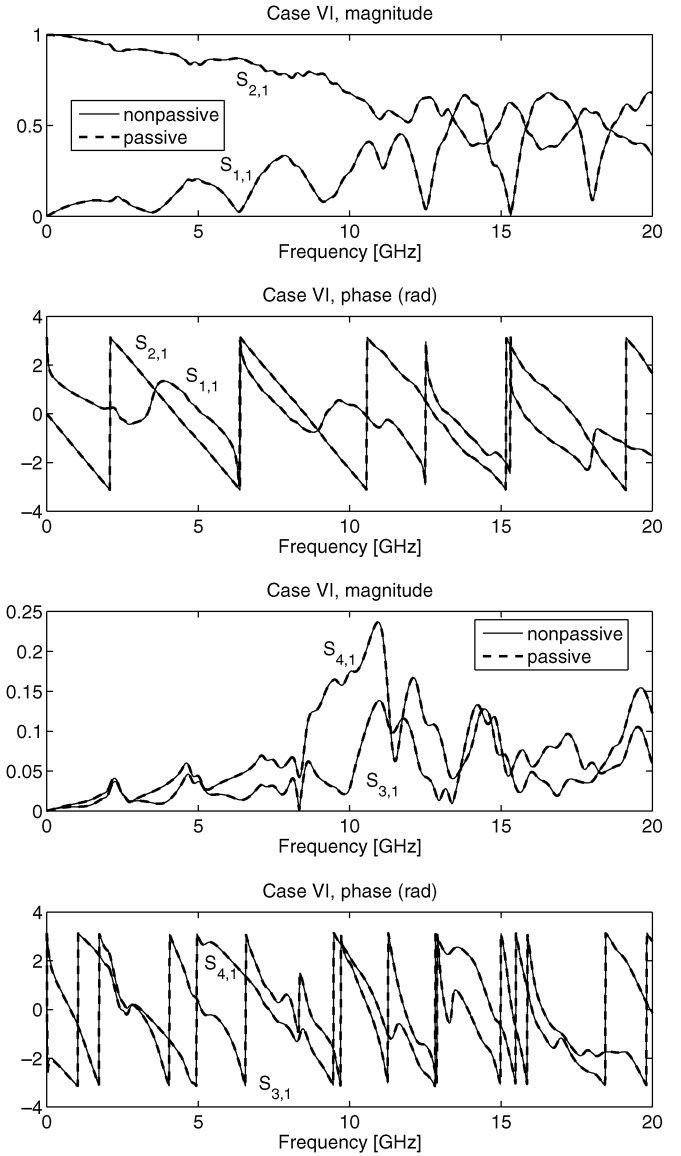 Case VI, magnitude
1
0.5
0
S2,1
nonpassive
passive
S1,1
0 5 10 15 20
Frequency [GHz]
Case VI, phase (rad)
4
2
0
−2
−4
S2,1
S1,1
0 5 10 15 20
Frequency [GHz]
Case VI, magnitude
0.25
0.2
0.15
0.1
0.05
0
nonpassive
passive
S4,1
S3,1
0 5 10 15 20
Frequency [GHz]
Case VI, phase (rad)
4
2
0
−2
−4
S4,1
S3,1
0 5 10 15 20
Frequency [GHz]